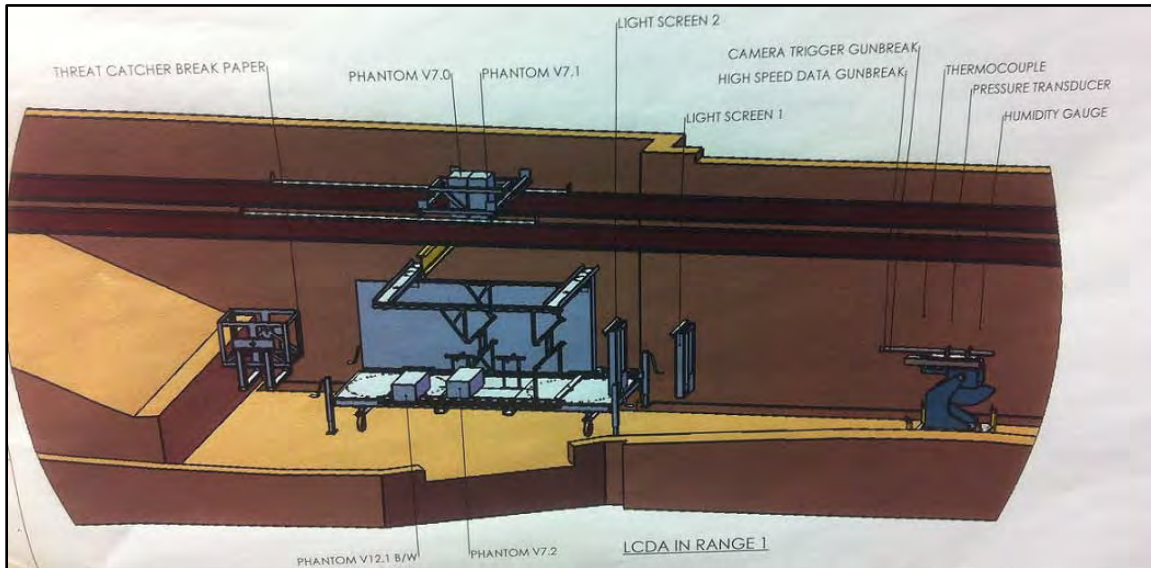 LIGHT SCREEN 2
CAMERA TRIGGER GUNBREAK
THREAT CATCHER BREAK PAPER
PHANTOM V7.0
PHANTOM V7.1
HIGH SPEED DATA GUNBREAK
THERMOCOUPLE
PRESSURE TRANSDUCER
LIGHT SCREEN 1
HUMIDITY GAUGE
PHANTOM V12.1 B/W
PHANTOM V7.2
LCDA IN RANGE 1